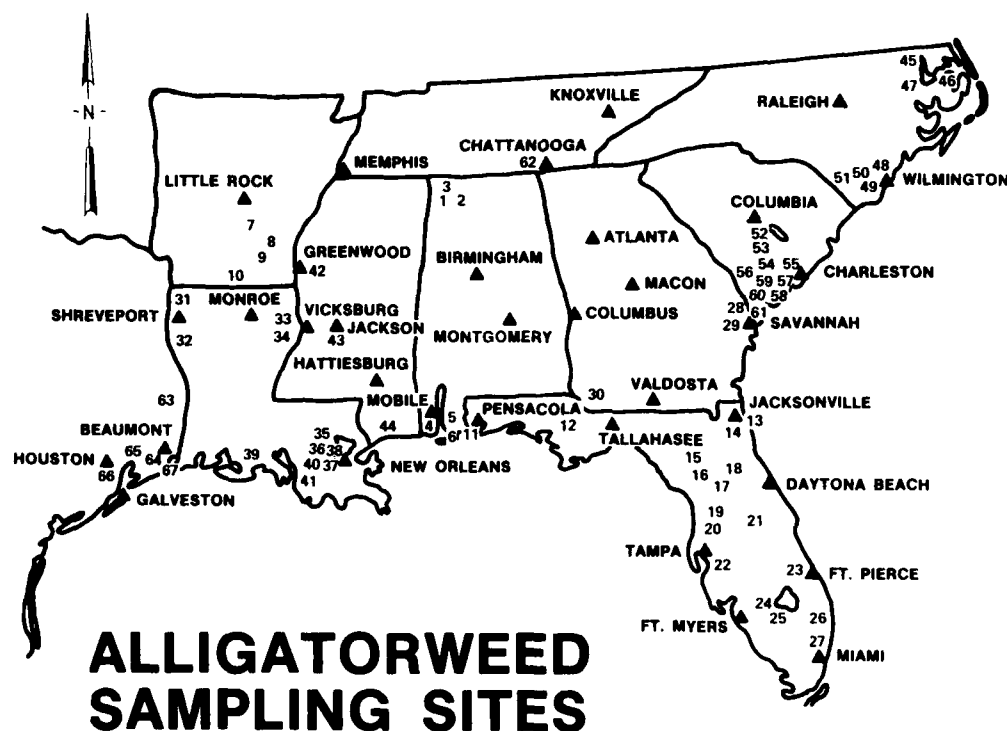 45
47
46
-N-
KNOXVILLE
RALEIGH
CHATTANOOGA
62
MEMPHIS
51
50
48
49
WILMINGTON
LITTLE ROCK
3
1
2
COLUMBIA
7
8
9
52
53
ATLANTA
GREENWOOD
42
BIRMINGHAM
54
55
56
59
57
CHARLESTON
10
MACON
60
58
31
MONROE
28
61
SHREVEPORT
33
VICKSBURG
JACKSON
COLUMBUS
29
SAVANNAH
32
34
43
MONTGOMERY
HATTIESBURG
63
30
VALDOSTA
MOBILE
4
5
6
PENSACOLA
11
12
JACKSONVILLE
13
14
TALLAHASEE
BEAUMONT
35
44
36
38
HOUSTON
65
64
39
40
37
NEW ORLEANS
66
67
41
15
16
18
17
DAYTONA BEACH
GALVESTON
19
20
21
TAMPA
22
23
FT. PIERCE
24
25
26
FT. MYERS
27
MIAMI
ALLIGATORWEED
SAMPLING SITES